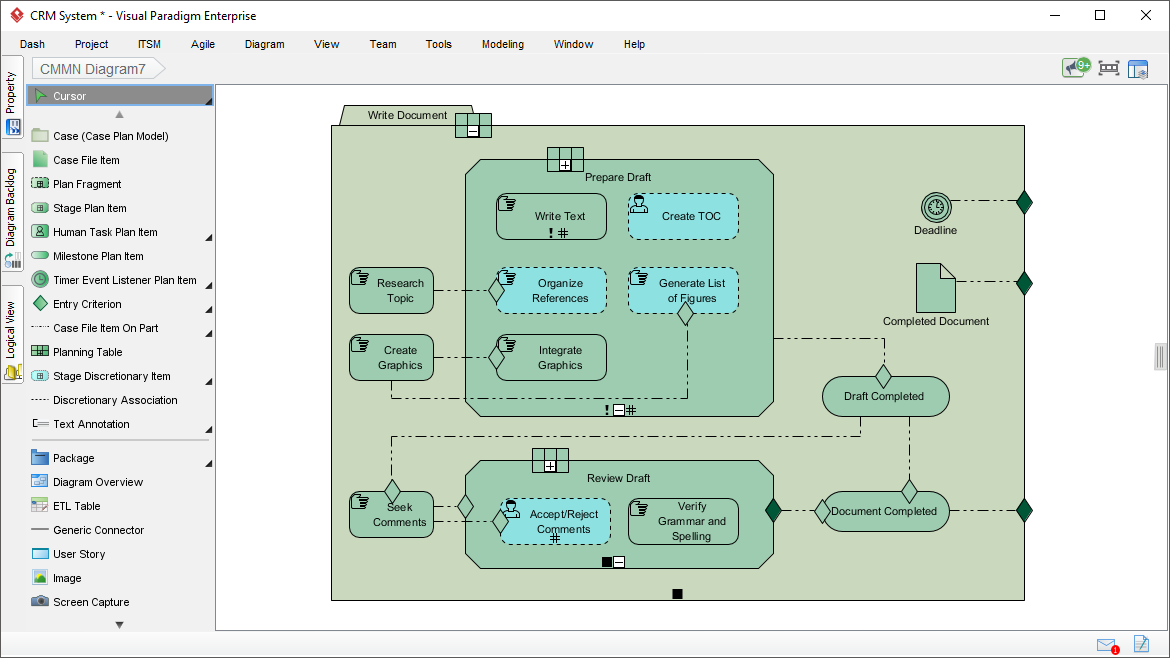 CRM System * - Visual Paradigm Enterprise
Dash Project ITSM Agile Diagram View Team Tools Modeling Window Help
CMMN Diagram7
9+
Property
Diagram Backlog
Logical View
Cursor
Case (Case Plan Model)
Case File Item
Plan Fragment
Stage Plan Item
Human Task Plan Item
Milestone Plan Item
Timer Event Listener Plan Item
Entry Criterion
Case File Item On Part
Planning Table
Stage Discretionary Item
Discretionary Association
Text Annotation
Package
Diagram Overview
ETL Table
Generic Connector
User Story
Image
Screen Capture
Write Document
Prepare Draft
Write Text
! #
Create TOC
Research
Topic
Organize
References
Generate List
of Figures
Create
Graphics
Integrate
Graphics
! #
Deadline
Completed Document
Draft Completed
Review Draft
Seek
Comments
Accept/Reject
Comments
#
Verify
Grammar and
Spelling
Document Completed
1